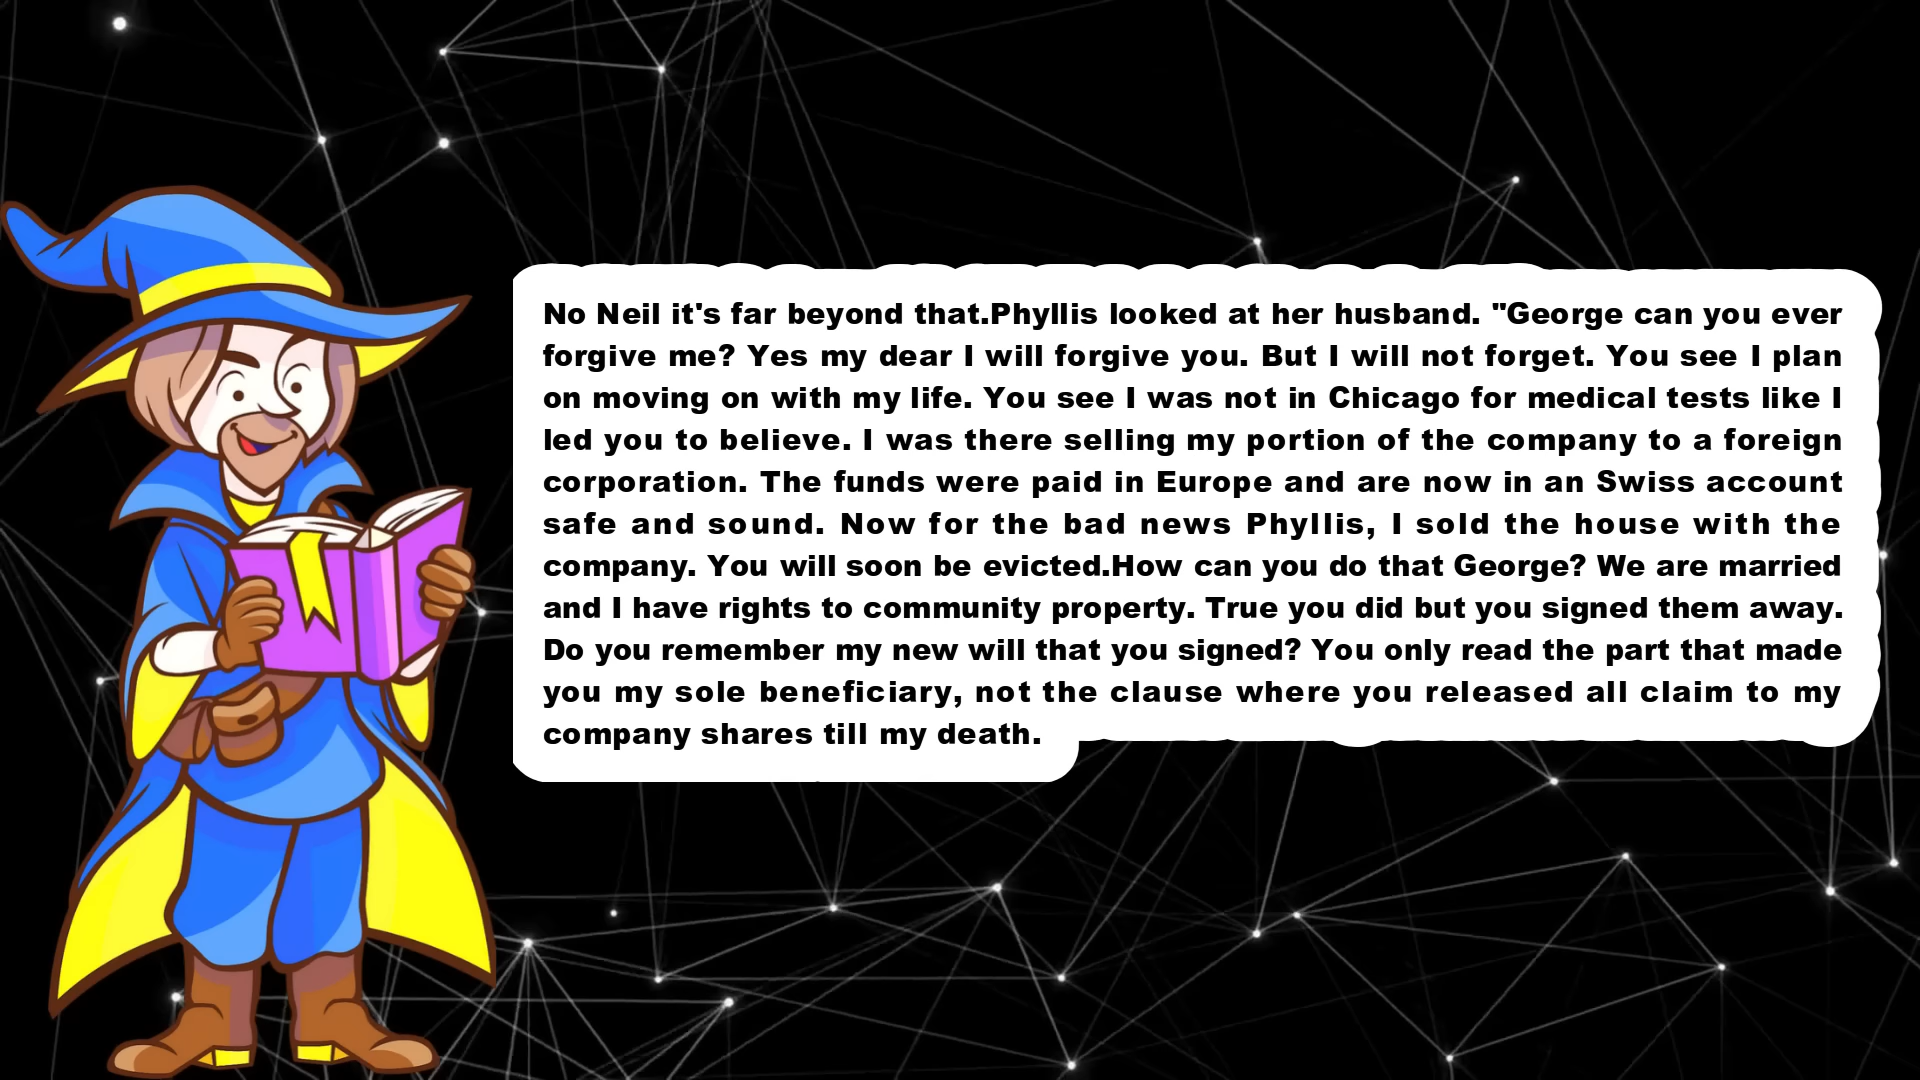 No Neil it's far beyond that.Phyllis looked at her husband. "George can you ever
forgive me? Yes my dear I will forgive you. But I will not forget. You see I plan
on moving on with my life. You see I was not in Chicago for medical tests like I
led you to believe. I was there selling my portion of the company to a foreign
corporation. The funds were paid in Europe and are now in an Swiss account
safe and sound. Now for the bad news Phyllis, I sold the house with the
company. You will soon be evicted.How can you do that George? We are married
and I have rights to community property. True you did but you signed them away.
Do you remember my new will that you signed? You only read the part that made
you my sole beneficiary, not the clause where you released all claim to my
company shares till my death.